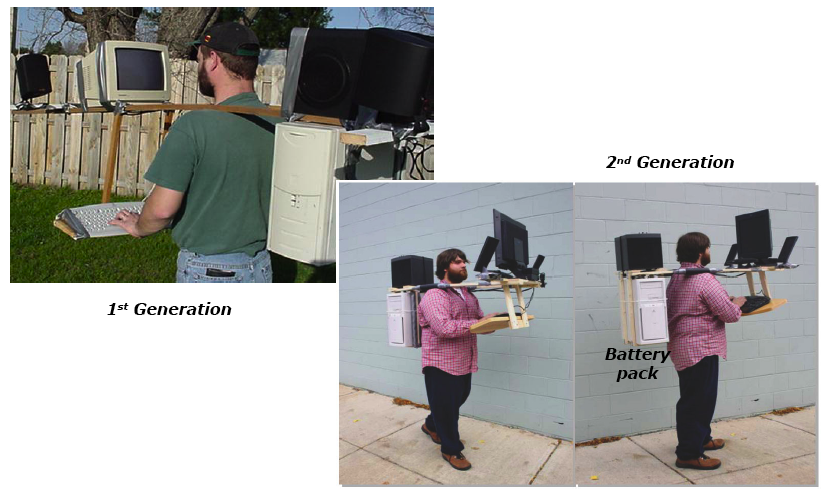 2nd Generation
1st Generation
Battery
pack